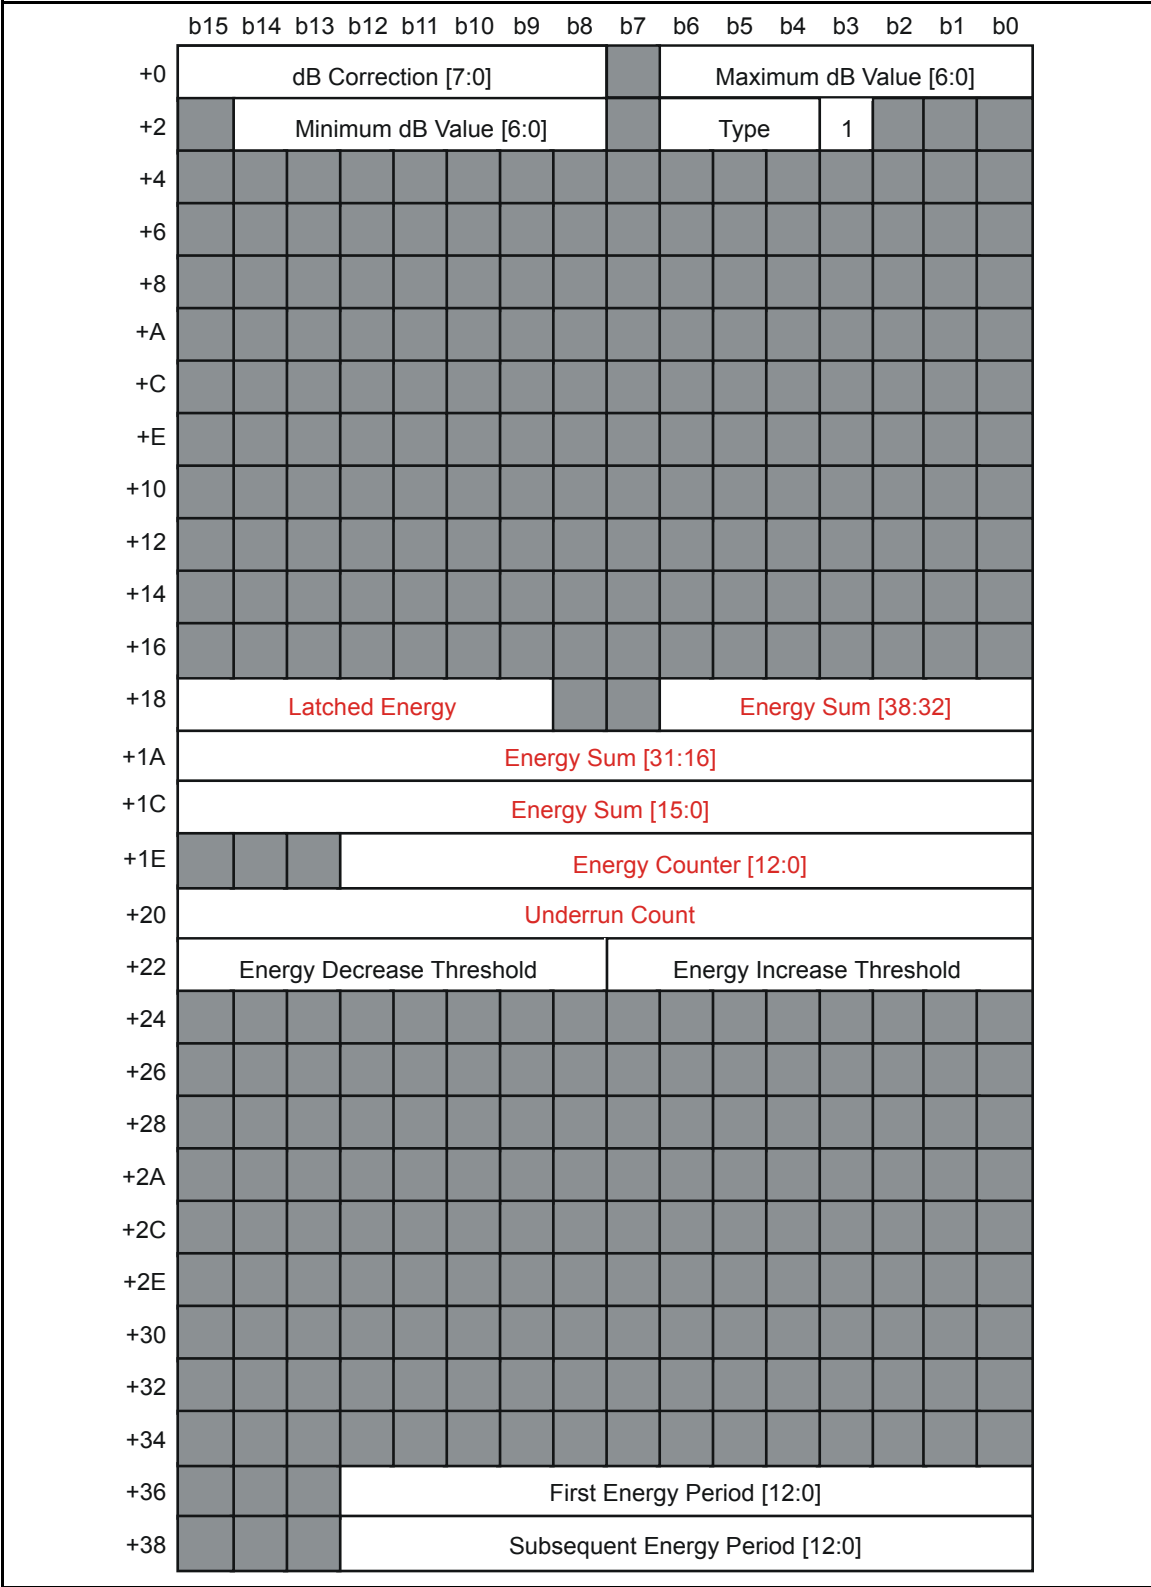 b15 b14 b13 b12 b11 b10 b9 b8 b7 b6 b5 b4 b3 b2 b1 b0
+0 dB Correction [7:0] Maximum dB Value [6:0]
+2 Minimum dB Value [6:0] Type 1
+4
+6
+8
+A
+C
+E
+10
+12
+14
+16
+18 Latched Energy Energy Sum [38:32]
+1A Energy Sum [31:16]
+1C Energy Sum [15:0]
+1E Energy Counter [12:0]
+20 Underrun Count
+22 Energy Decrease Threshold Energy Increase Threshold
+24
+26
+28
+2A
+2C
+2E
+30
+32
+34
+36 First Energy Period [12:0]
+38 Subsequent Energy Period [12:0]